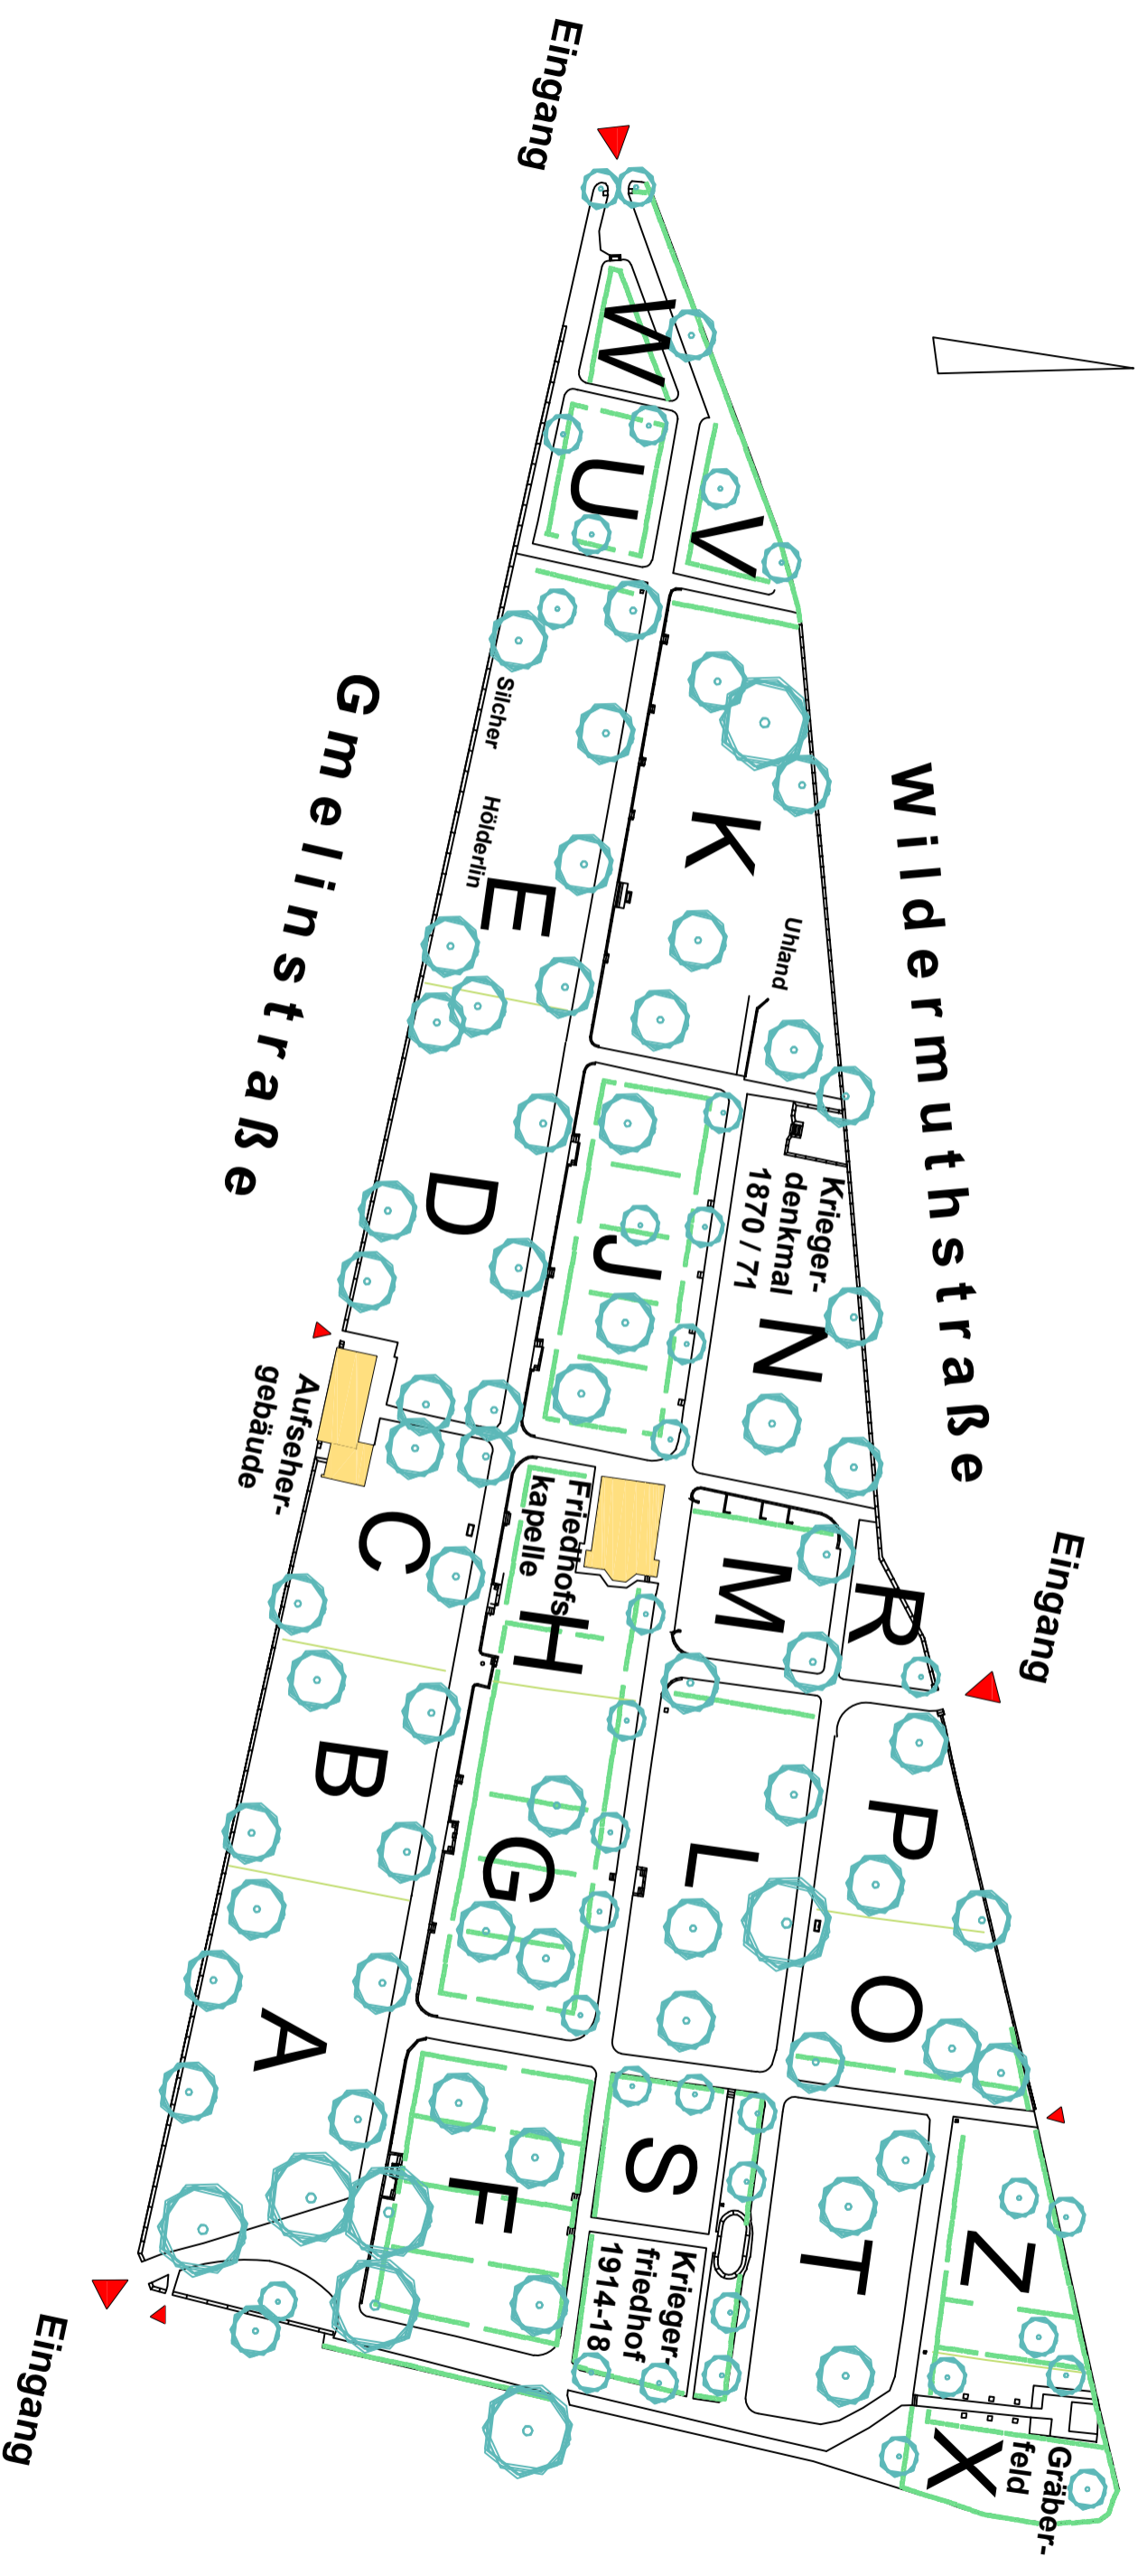 Eingang
W
U
V
Gmelinstraße
Wildermuthstraße
Silcher
Hölderlin
K
E
Uhland
D
J
Krieger-
denkmal
1870 / 71
N
Aufseher-
gebäude
C
Friedhofs-
kapelle
H
M
R
Eingang
B
G
L
P
O
A
F
S
T
Z
Krieger-
friedhof
1914-18
X
Gräber-
feld
Eingang